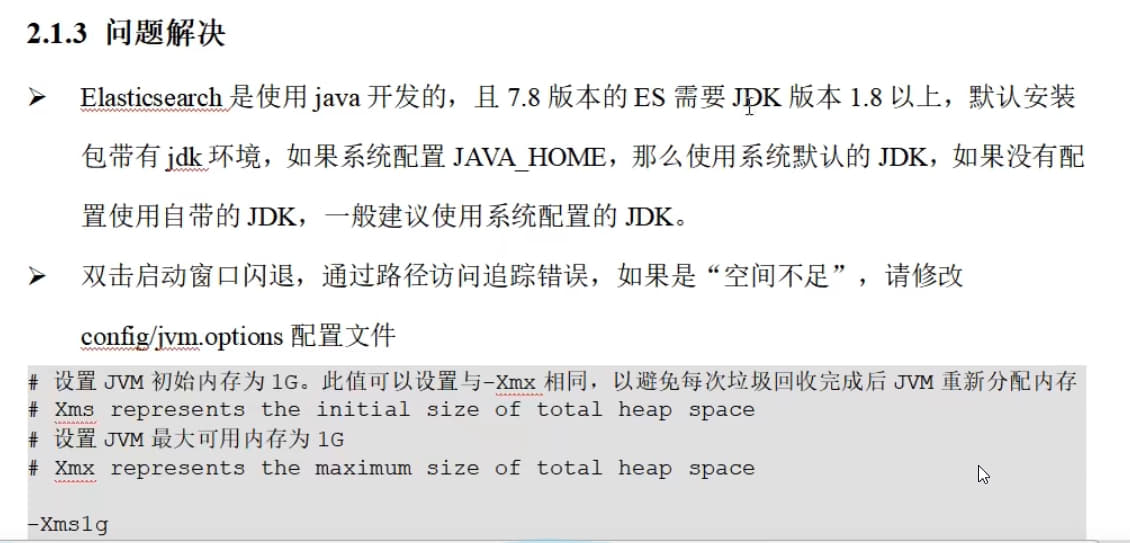 2.1.3 问题解决
➢ Elasticsearch 是使用 java 开发的，且 7.8 版本的 ES 需要 JDK 版本 1.8 以上，默认安装
包带有 jdk 环境，如果系统配置 JAVA_HOME，那么使用系统默认的 JDK，如果没有配
置使用自带的 JDK，一般建议使用系统配置的 JDK。
➢ 双击启动窗口闪退，通过路径访问追踪错误，如果是“空间不足”，请修改
config/jvm.options 配置文件
# 设置 JVM 初始内存为 1G。此值可以设置与-Xmx 相同，以避免每次垃圾回收完成后 JVM 重新分配内存
# Xms represents the initial size of total heap space
# 设置 JVM 最大可用内存为 1G
# Xmx represents the maximum size of total heap space
-Xms1g